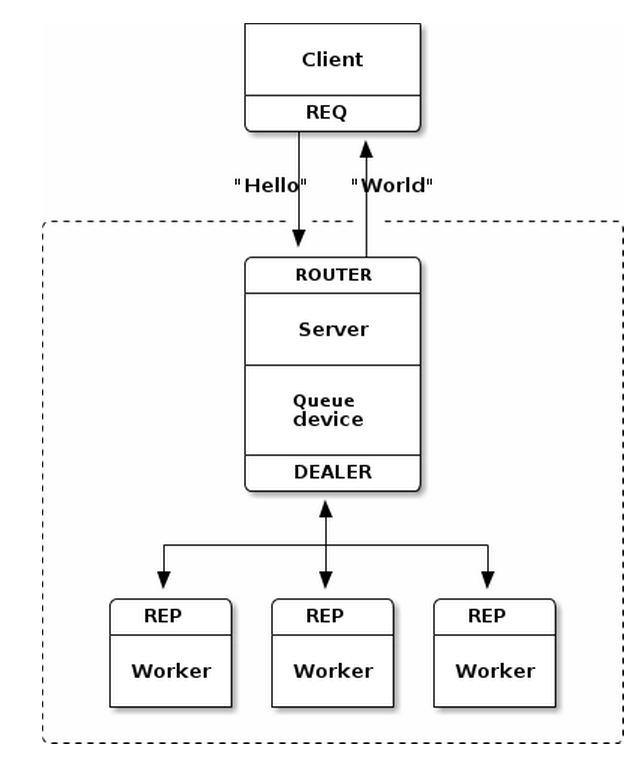 Client
REQ
"Hello" "World"
ROUTER
Server
Queue
device
DEALER
REP REP REP
Worker Worker Worker